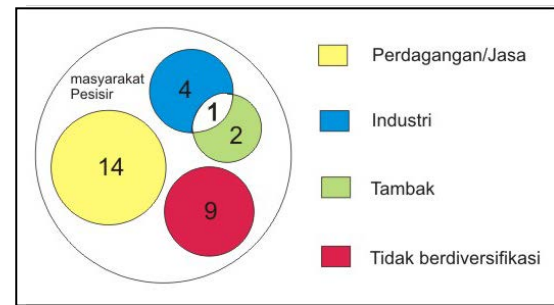 masyarakat
Pesisir
4
1
2
14
9
Perdagangan/Jasa
Industri
Tambak
Tidak berdiversifikasi